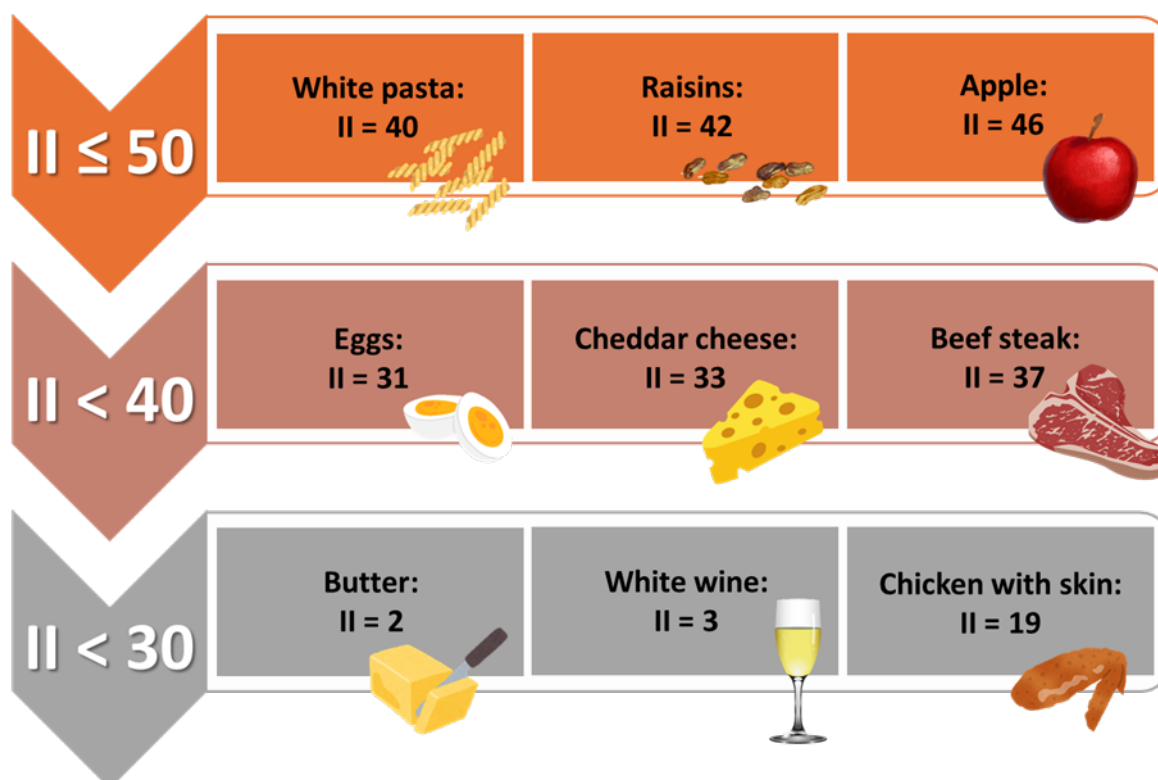 II ≤ 50
White pasta:
II = 40
Raisins:
II = 42
Apple:
II = 46
II < 40
Eggs:
II = 31
Cheddar cheese:
II = 33
Beef steak:
II = 37
II < 30
Butter:
II = 2
White wine:
II = 3
Chicken with skin:
II = 19